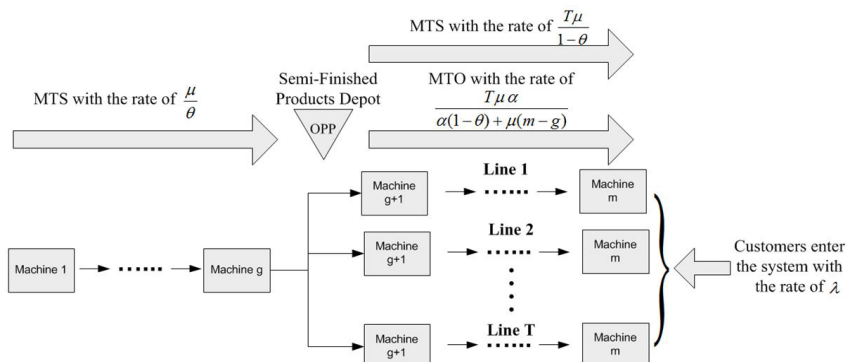 MTS with the rate of Tμ / 1−θ
MTS with the rate of μ / θ
Semi-Finished
Products Depot
OPP
MTO with the rate of
Tμα / α(1−θ)+μ(m−g)
Line 1
Machine g+1
......
Machine m
Line 2
Machine 1
......
Machine g
Machine g+1
......
Machine m
Customers enter
the system with
the rate of λ
Line T
Machine g+1
......
Machine m